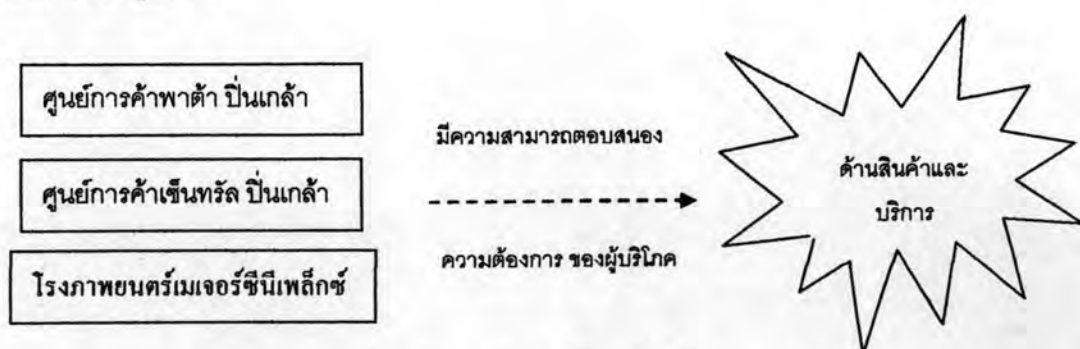 ศูนย์การค้าพาต้า ปิ่นเกล้า
ศูนย์การค้าเซ็นทรัล ปิ่นเกล้า
โรงภาพยนตร์เมเจอร์ซีนีเพล็กซ์
มีความสามารถตอบสนอง
ความต้องการ ของผู้บริโภค
ด้านสินค้าและ
บริการ